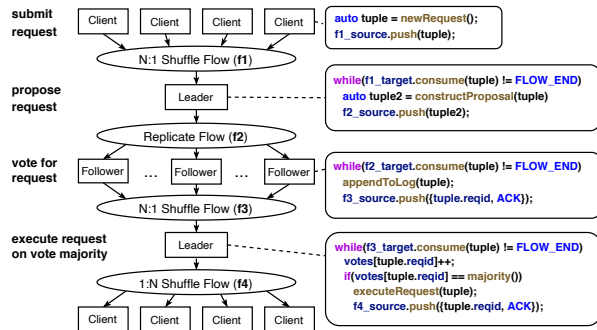 submit
request
Client Client Client Client
N:1 Shuffle Flow (f1)
auto tuple = newRequest();
f1_source.push(tuple);
propose
request
Leader
Replicate Flow (f2)
while(f1_target.consume(tuple) != FLOW_END)
auto tuple2 = constructProposal(tuple)
f2_source.push(tuple2);
vote for
request
Follower ... Follower ... Follower
N:1 Shuffle Flow (f3)
while(f2_target.consume(tuple) != FLOW_END)
appendToLog(tuple);
f3_source.push({tuple.reqid, ACK});
execute request
on vote majority
Leader
1:N Shuffle Flow (f4)
Client Client Client Client
while(f3_target.consume(tuple) != FLOW_END)
votes[tuple.reqid]++;
if(votes[tuple.reqid] == majority())
executeRequest(tuple);
f4_source.push({tuple.reqid, ACK});